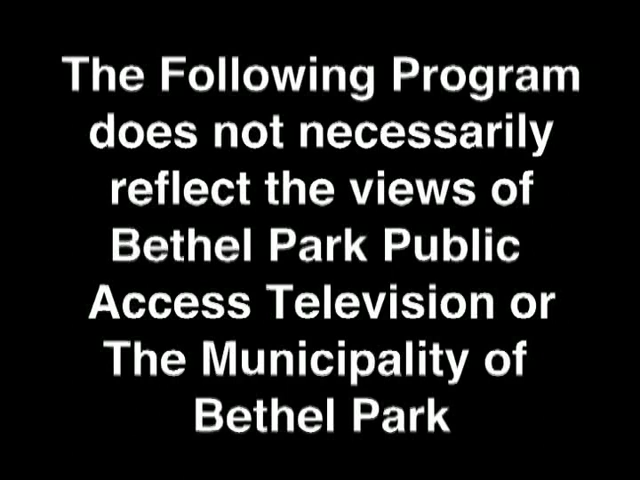 The Following Program
does not necessarily
reflect the views of
Bethel Park Public
Access Television or
The Municipality of
Bethel Park